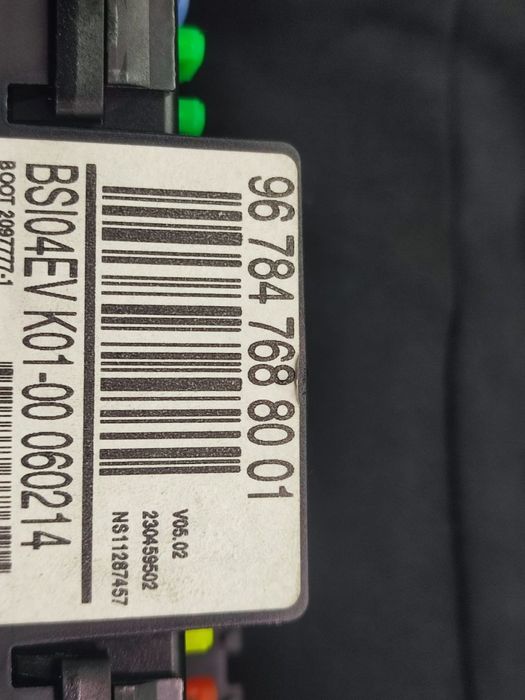 96 784 768 80 01
V05.02
230459502
NS11287457
BSI04EV K01-00 060214
BOOT 2097777-1